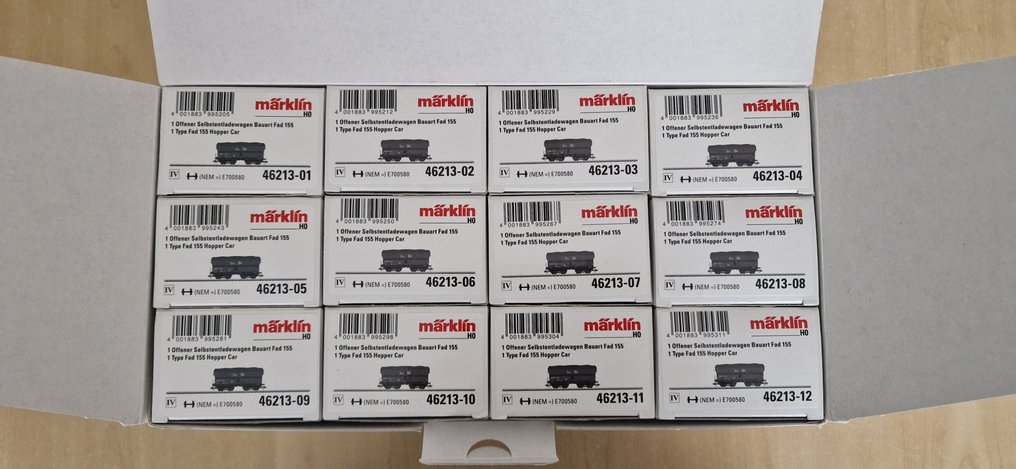 4 001883 995205
märklin
H0
1 Offener Selbstentladewagen Bauart Fad 155
1 Type Fad 155 Hopper Car
IV (NEM =) E700580 46213-01
4 001883 995212
märklin
H0
1 Offener Selbstentladewagen Bauart Fad 155
1 Type Fad 155 Hopper Car
IV (NEM =) E700580 46213-02
4 001883 995229
märklin
H0
1 Offener Selbstentladewagen Bauart Fad 155
1 Type Fad 155 Hopper Car
IV (NEM =) E700580 46213-03
4 001883 995236
märklin
H0
1 Offener Selbstentladewagen Bauart Fad 155
1 Type Fad 155 Hopper Car
IV (NEM =) E700580 46213-04
4 001883 995243
märklin
H0
1 Offener Selbstentladewagen Bauart Fad 155
1 Type Fad 155 Hopper Car
IV (NEM =) E700580 46213-05
4 001883 995250
märklin
H0
1 Offener Selbstentladewagen Bauart Fad 155
1 Type Fad 155 Hopper Car
IV (NEM =) E700580 46213-06
4 001883 995267
märklin
H0
1 Offener Selbstentladewagen Bauart Fad 155
1 Type Fad 155 Hopper Car
IV (NEM =) E700580 46213-07
4 001883 995274
märklin
H0
1 Offener Selbstentladewagen Bauart Fad 155
1 Type Fad 155 Hopper Car
IV (NEM =) E700580 46213-08
4 001883 995281
märklin
H0
1 Offener Selbstentladewagen Bauart Fad 155
1 Type Fad 155 Hopper Car
IV (NEM =) E700580 46213-09
4 001883 995298
märklin
H0
1 Offener Selbstentladewagen Bauart Fad 155
1 Type Fad 155 Hopper Car
IV (NEM =) E700580 46213-10
4 001883 995304
märklin
H0
1 Offener Selbstentladewagen Bauart Fad 155
1 Type Fad 155 Hopper Car
IV (NEM =) E700580 46213-11
4 001883 995311
märklin
H0
1 Offener Selbstentladewagen Bauart Fad 155
1 Type Fad 155 Hopper Car
IV (NEM =) E700580 46213-12